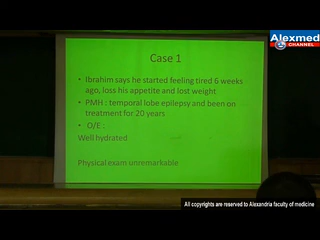 Alexmed
CHANNEL
Case 1
• Ibrahim says he started feeling tired 6 weeks
ago, loss his appetite and lost weight
• PMH : temporal lobe epilepsy and been on
treatment for 20 years
• O/E :
Well hydrated
Physical exam unremarkable
All copyrights are reserved to Alexandria faculty of medicine